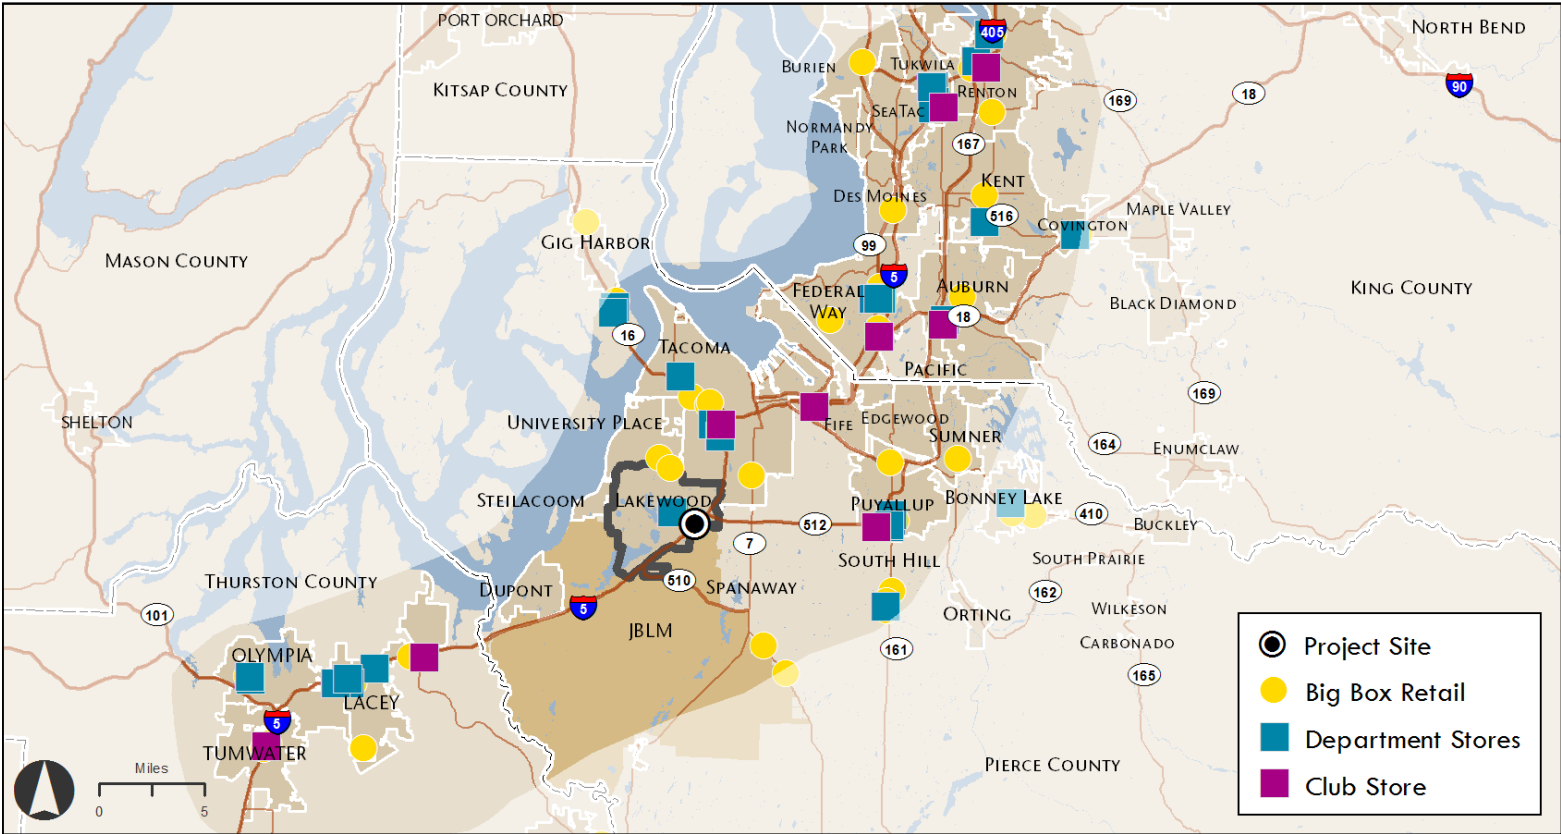 PORT ORCHARD
405
NORTH BEND
BURIEN
TUKWILA
KITSAP COUNTY
90
RENTON
169
18
SEATAC
NORMANDY
PARK
167
KENT
DES MOINES
516
MAPLE VALLEY
COVINGTON
GIG HARBOR
99
MASON COUNTY
5
FEDERAL
WAY
AUBURN
KING COUNTY
BLACK DIAMOND
18
16
TACOMA
PACIFIC
169
SHELTON
UNIVERSITY PLACE
FIFE
EDGEWOOD
SUMNER
164
ENUMCLAW
161
STEILACOOM
LAKEWOOD
PUYALLUP
BONNEY LAKE
410
512
BUCKLEY
7
SOUTH HILL
SOUTH PRAIRIE
THURSTON COUNTY
DUPONT
510
SPANAWAY
162
5
101
ORTING
WILKESON
JBLM
CARBONADO
161
OLYMPIA
165
LACEY
5
TUMWATER
PIERCE COUNTY
Miles
0
5
Project Site
Big Box Retail
Department Stores
Club Store